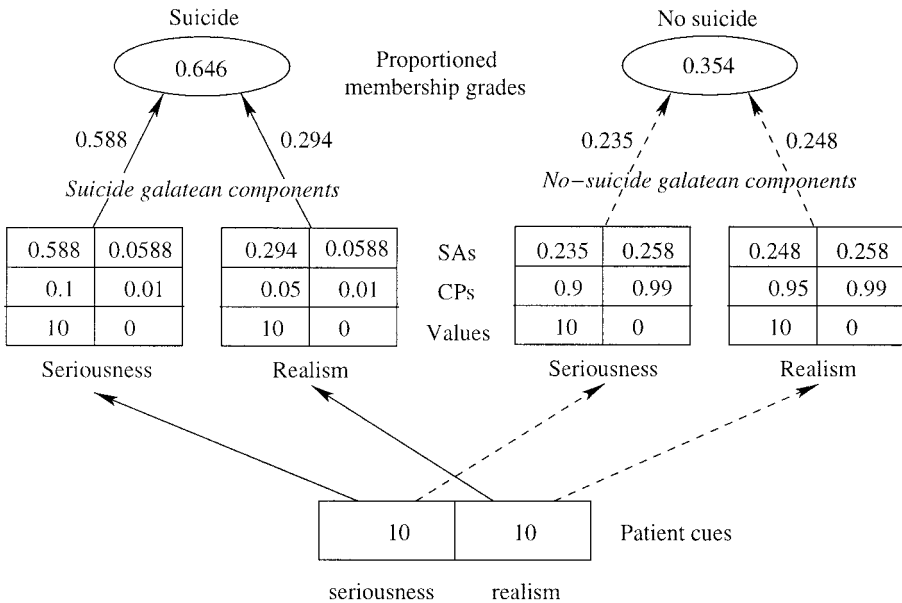 Suicide
No suicide
0.646
Proportioned
membership grades
0.354
0.588
0.294
0.235
0.248
Suicide galatean components
No−suicide galatean components
0.588 0.0588
0.294 0.0588
SAs
0.235 0.258
0.248 0.258
0.1 0.01
0.05 0.01
CPs
0.9 0.99
0.95 0.99
10 0
10 0
Values
10 0
10 0
Seriousness
Realism
Seriousness
Realism
10 10
Patient cues
seriousness realism